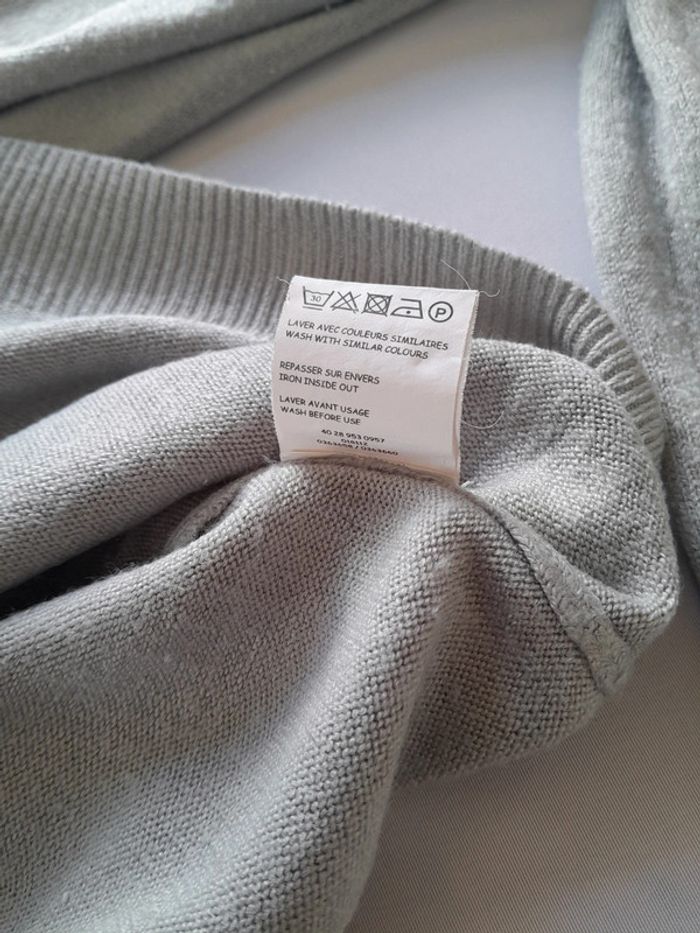 30 P
LAVER AVEC COULEURS SIMILAIRES
WASH WITH SIMILAR COLOURS
REPASSER SUR ENVERS
IRON INSIDE OUT
LAVER AVANT USAGE
WASH BEFORE USE
40 28 953 0957